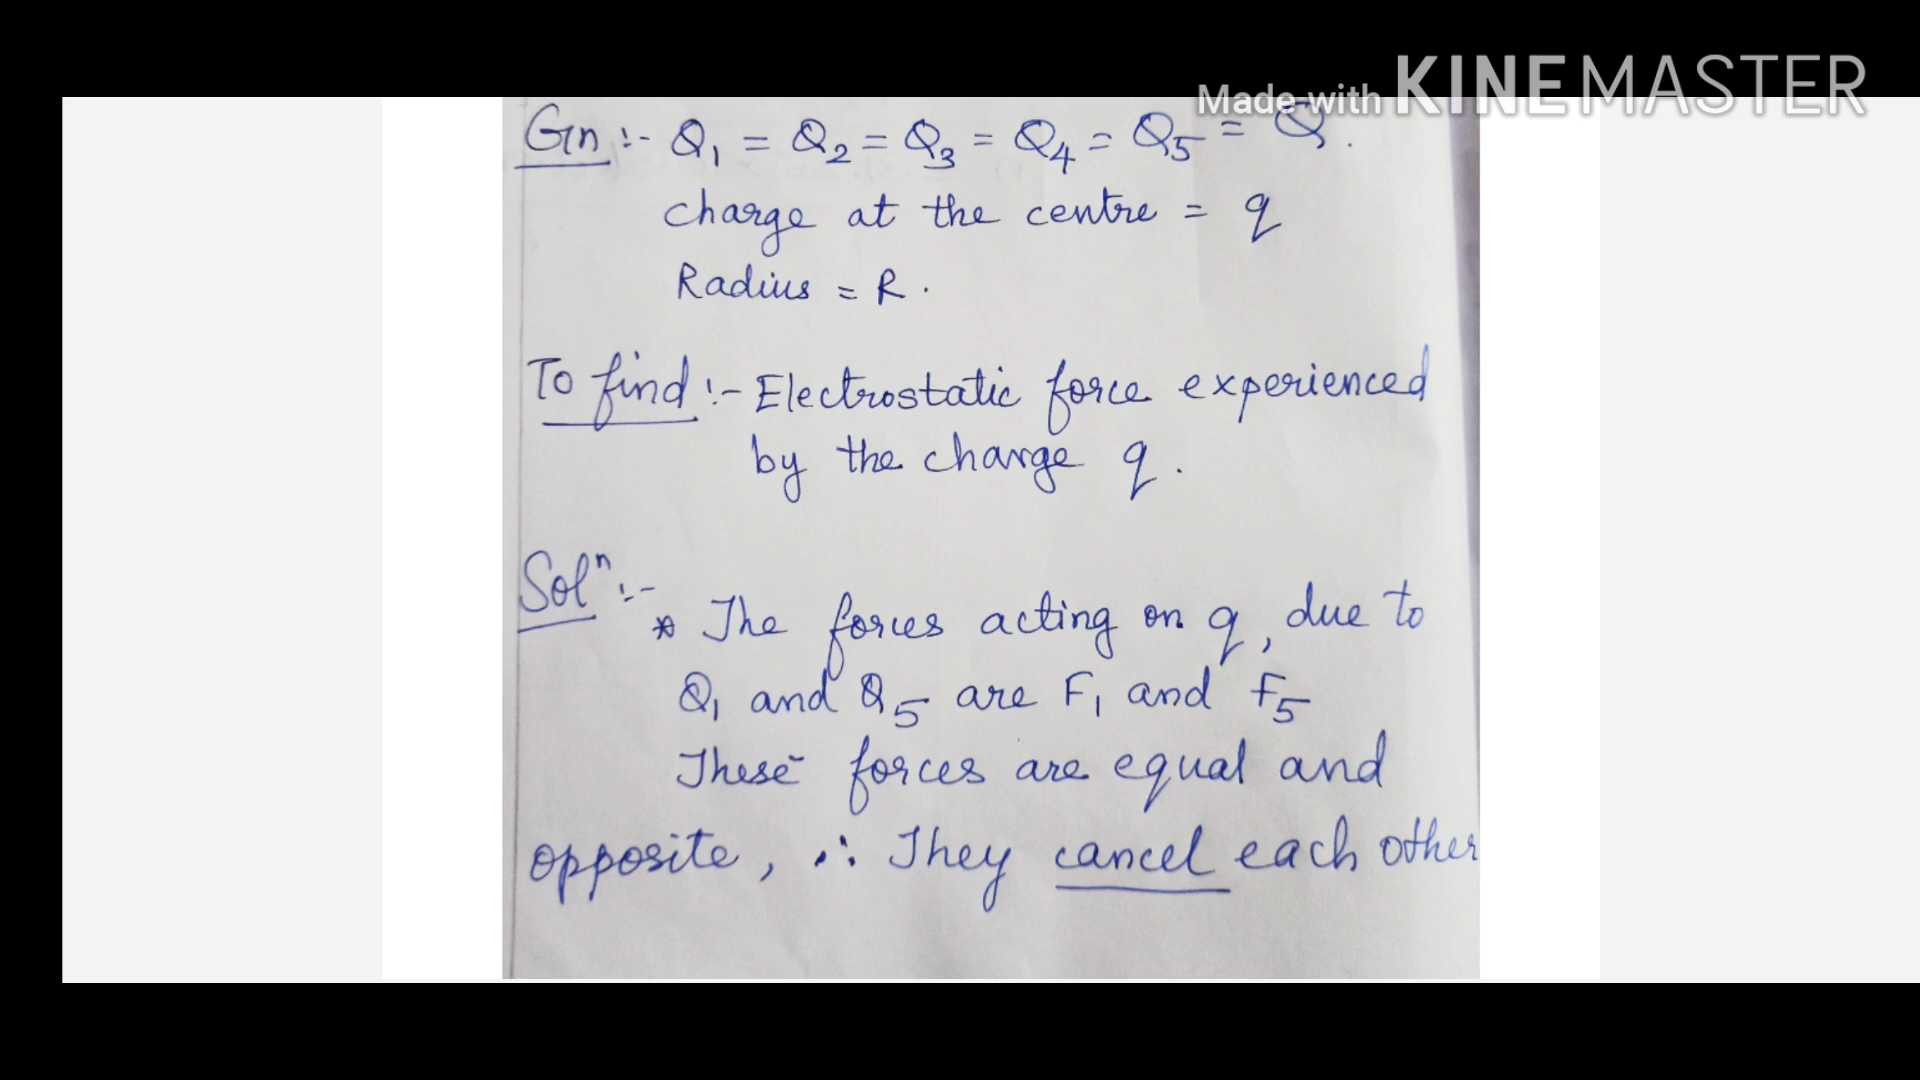 Made with KINEMASTER
Gn :- Q1 = Q2 = Q3 = Q4 = Q5 = Q.
charge at the centre = q
Radius = R.
To find :- Electrostatic force experienced
by the charge q.
Soln :-
* The forces acting on q, due to
Q1 and Q5 are F1 and F5
These forces are equal and
opposite, ∴ They cancel each other